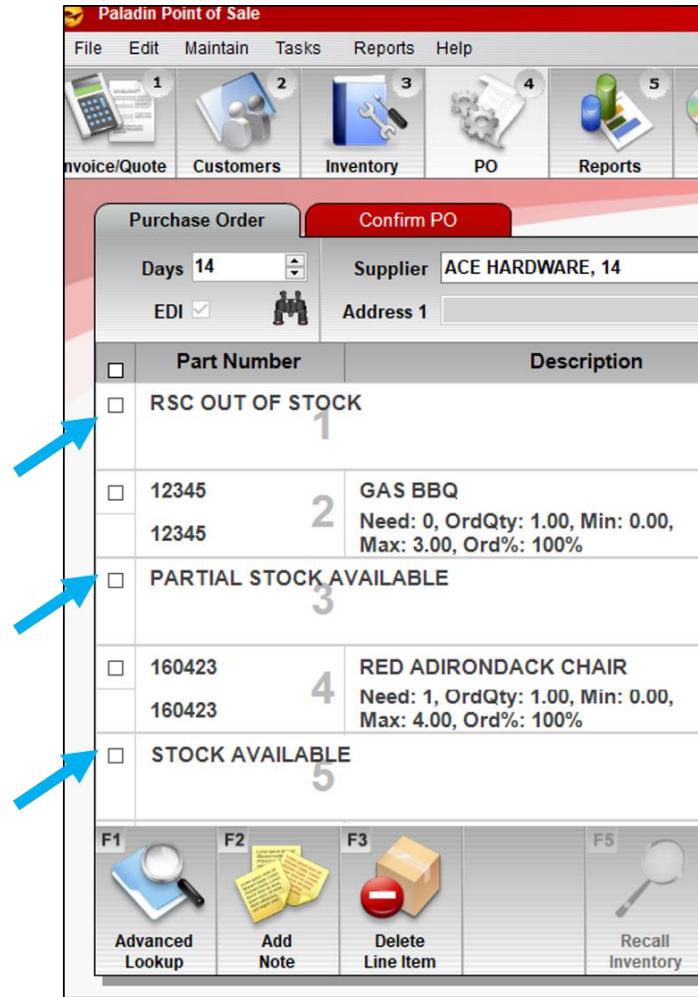 Paladin Point of Sale
File Edit Maintain Tasks Reports Help
1 2 3 4 5
nvoice/Quote Customers Inventory PO Reports
Purchase Order Confirm PO
Days 14 Supplier ACE HARDWARE, 14
EDI Address 1
Part Number Description
RSC OUT OF STOCK
1
12345 2 GAS BBQ
12345 Need: 0, OrdQty: 1.00, Min: 0.00,
Max: 3.00, Ord%: 100%
PARTIAL STOCK AVAILABLE
3
160423 4 RED ADIRONDACK CHAIR
160423 Need: 1, OrdQty: 1.00, Min: 0.00,
Max: 4.00, Ord%: 100%
STOCK AVAILABLE
5
F1 F2 F3 F5
Advanced Add Delete Recall
Lookup Note Line Item Inventory